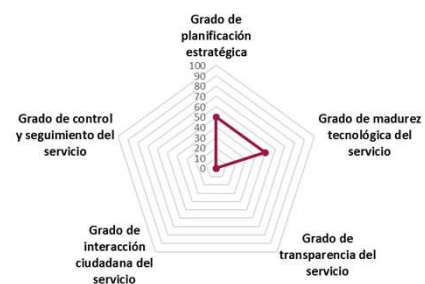 Grado de
planificación
estratégica
100
90
80
70
60
50
40
30
20
10
0
Grado de madurez
tecnológica del
servicio
Grado de
transparencia del
servicio
Grado de
interacción
ciudadana del
servicio
Grado de control
y seguimiento del
servicio